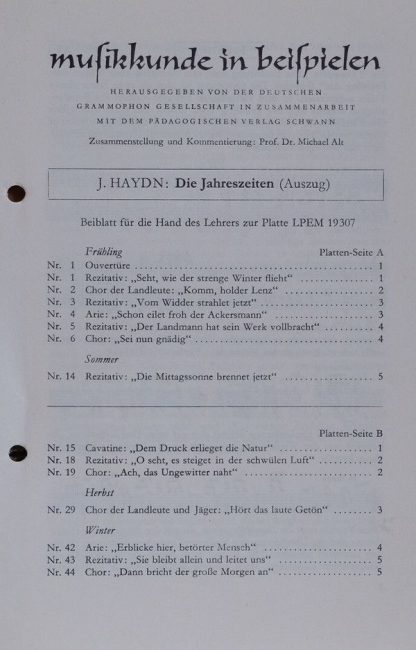 musikkunde in beispielen
HERAUSGEGEBEN VON DER DEUTSCHEN
GRAMMOPHON GESELLSCHAFT IN ZUSAMMENARBEIT
MIT DEM PÄDAGOGISCHEN VERLAG SCHWANN
Zusammenstellung und Kommentierung: Prof. Dr. Michael Alt
J. HAYDN: Die Jahreszeiten (Auszug)
Beiblatt für die Hand des Lehrers zur Platte LPEM 19307
Frühling Platten-Seite A
Nr. 1 Ouvertüre 1
Nr. 1 Rezitativ: „Seht, wie der strenge Winter flieht“ 1
Nr. 2 Chor der Landleute: „Komm, holder Lenz“ 2
Nr. 3 Rezitativ: „Vom Widder strahlet jetzt“ 3
Nr. 4 Arie: „Schon eilet froh der Ackersmann“ 3
Nr. 5 Rezitativ: „Der Landmann hat sein Werk vollbracht“ 4
Nr. 6 Chor: „Sei nun gnädig“ 4
Sommer
Nr. 14 Rezitativ: „Die Mittagssonne brennet jetzt“ 5
Platten-Seite B
Nr. 15 Cavatine: „Dem Druck erlieget die Natur“ 1
Nr. 18 Rezitativ: „O seht, es steiget in der schwülen Luft“ 2
Nr. 19 Chor: „Ach, das Ungewitter naht“ 2
Herbst
Nr. 29 Chor der Landleute und Jäger: „Hört das laute Getön“ 3
Winter
Nr. 42 Arie: „Erblicke hier, betörter Mensch“ 4
Nr. 43 Rezitativ: „Sie bleibt allein und leitet uns“ 5
Nr. 44 Chor: „Dann bricht der große Morgen an“ 5